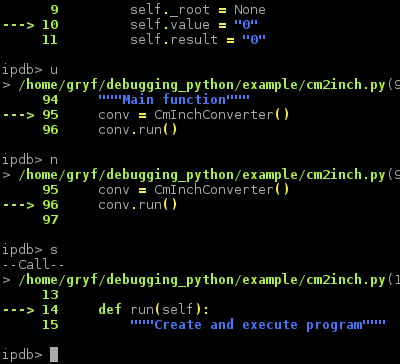 9         self._root = None
---> 10         self.value = "0"
11         self.result = "0"
ipdb> u
> /home/gryf/debugging_python/example/cm2inch.py(9
94     """Main function"""
---> 95     conv = CmInchConverter()
96     conv.run()
ipdb> n
> /home/gryf/debugging_python/example/cm2inch.py(9
95     conv = CmInchConverter()
---> 96     conv.run()
97
ipdb> s
--Call--
> /home/gryf/debugging_python/example/cm2inch.py(1
13
---> 14     def run(self):
15         """Create and execute program"""
ipdb>